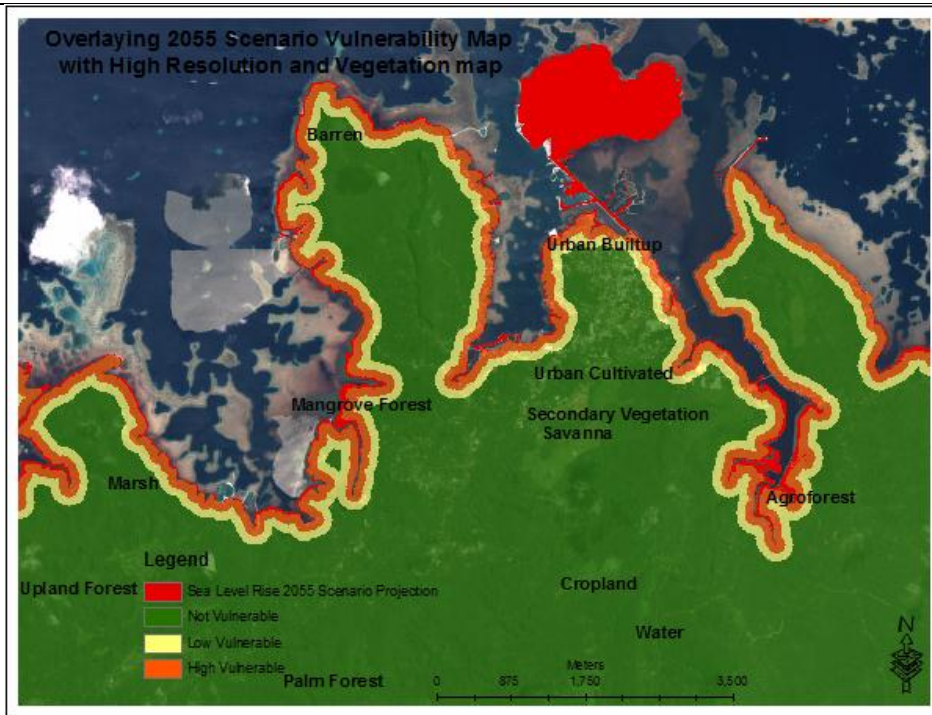 Overlaying 2055 Scenario Vulnerability Map
with High Resolution and Vegetation map
Barren
Urban Builtup
Urban Cultivated
Mangrove Forest
Secondary Vegetation
Savanna
Marsh
Agroforest
Legend
Upland Forest
Sea Level Rise 2055 Scenario Projection
Cropland
Not Vulnerable
Water
Low Vulnerable
High Vulnerable
Palm Forest
N
Meters
0 875 1,750 3,500